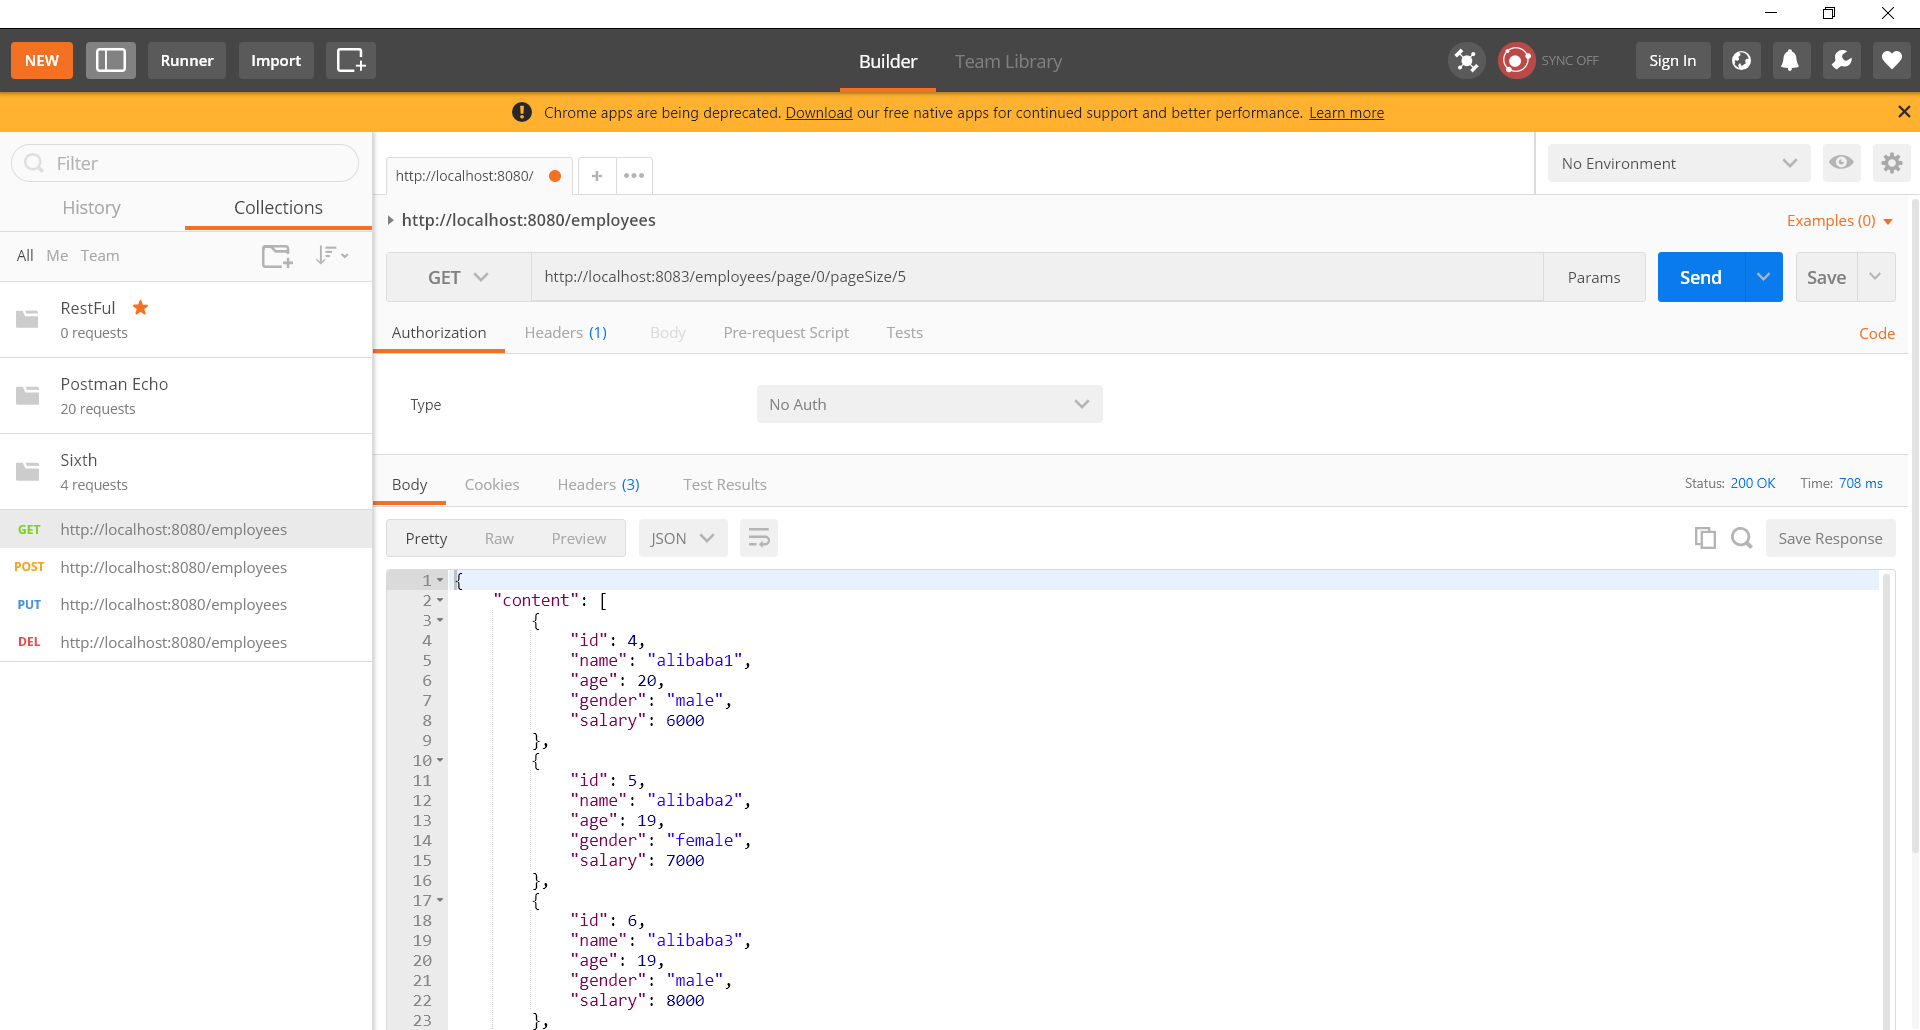 NEW Runner Import Builder Team Library SYNC OFF Sign In
Chrome apps are being deprecated. Download our free native apps for continued support and better performance. Learn more
Filter
History Collections
All Me Team
RestFul
0 requests
Postman Echo
20 requests
Sixth
4 requests
GET http://localhost:8080/employees
POST http://localhost:8080/employees
PUT http://localhost:8080/employees
DEL http://localhost:8080/employees
http://localhost:8080/ + •••
No Environment
http://localhost:8080/employees
Examples (0)
GET http://localhost:8083/employees/page/0/pageSize/5 Params Send Save
Authorization Headers (1) Body Pre-request Script Tests Code
Type No Auth
Body Cookies Headers (3) Test Results Status: 200 OK Time: 708 ms
Pretty Raw Preview JSON Save Response
1 {
2 "content": [
3 {
4 "id": 4,
5 "name": "alibaba1",
6 "age": 20,
7 "gender": "male",
8 "salary": 6000
9 },
10 {
11 "id": 5,
12 "name": "alibaba2",
13 "age": 19,
14 "gender": "female",
15 "salary": 7000
16 },
17 {
18 "id": 6,
19 "name": "alibaba3",
20 "age": 19,
21 "gender": "male",
22 "salary": 8000
23 },